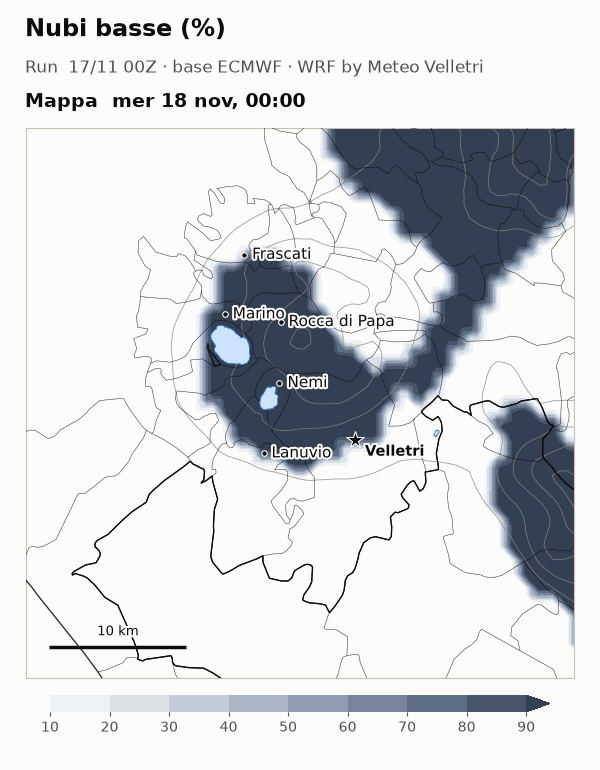 Nubi basse (%)
Run  17/11 00Z · base ECMWF · WRF by Meteo Velletri
Mappa  mer 18 nov, 00:00
Frascati
Marino
Rocca di Papa
Nemi
Velletri
Lanuvio
10 km
10 20 30 40 50 60 70 80 90